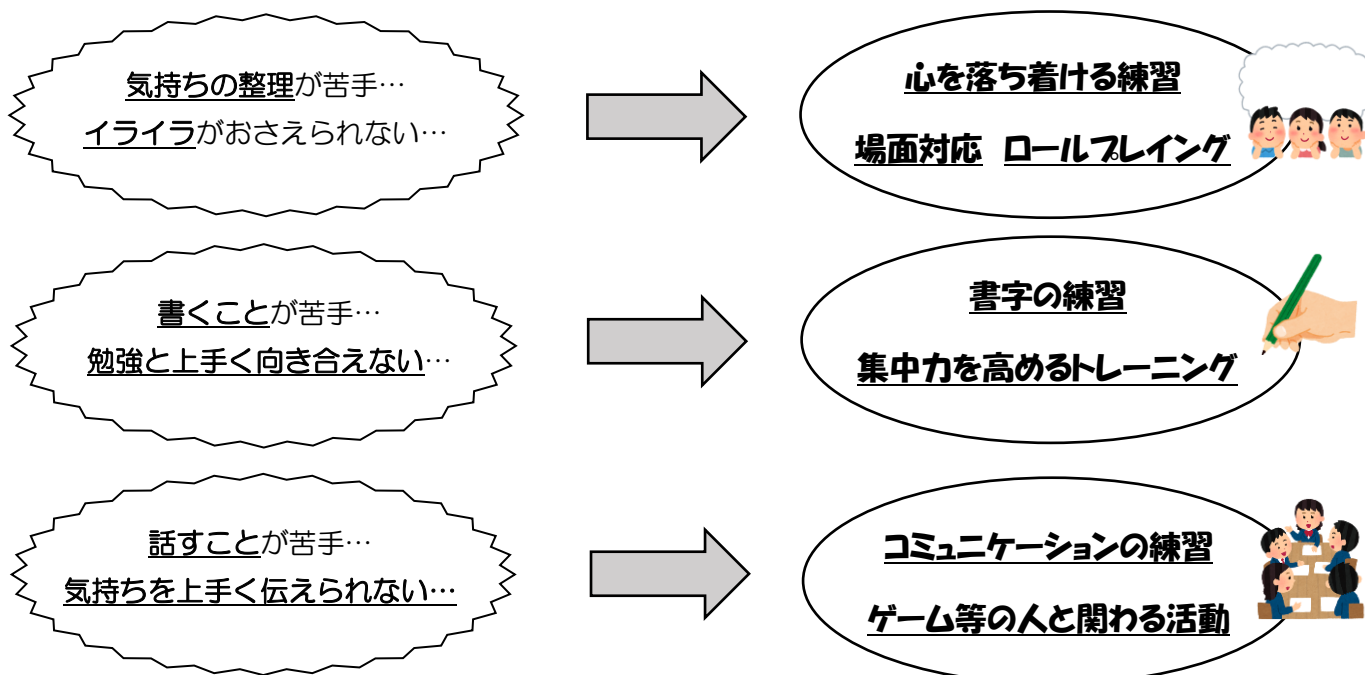 気持ちの整理が苦手…
イライラがおさえられない…
心を落ち着ける練習
場面対応 ロールプレイング
書くことが苦手…
勉強と上手く向き合えない…
書字の練習
集中力を高めるトレーニング
話すことが苦手…
気持ちを上手く伝えられない…
コミュニケーションの練習
ゲーム等の人と関わる活動